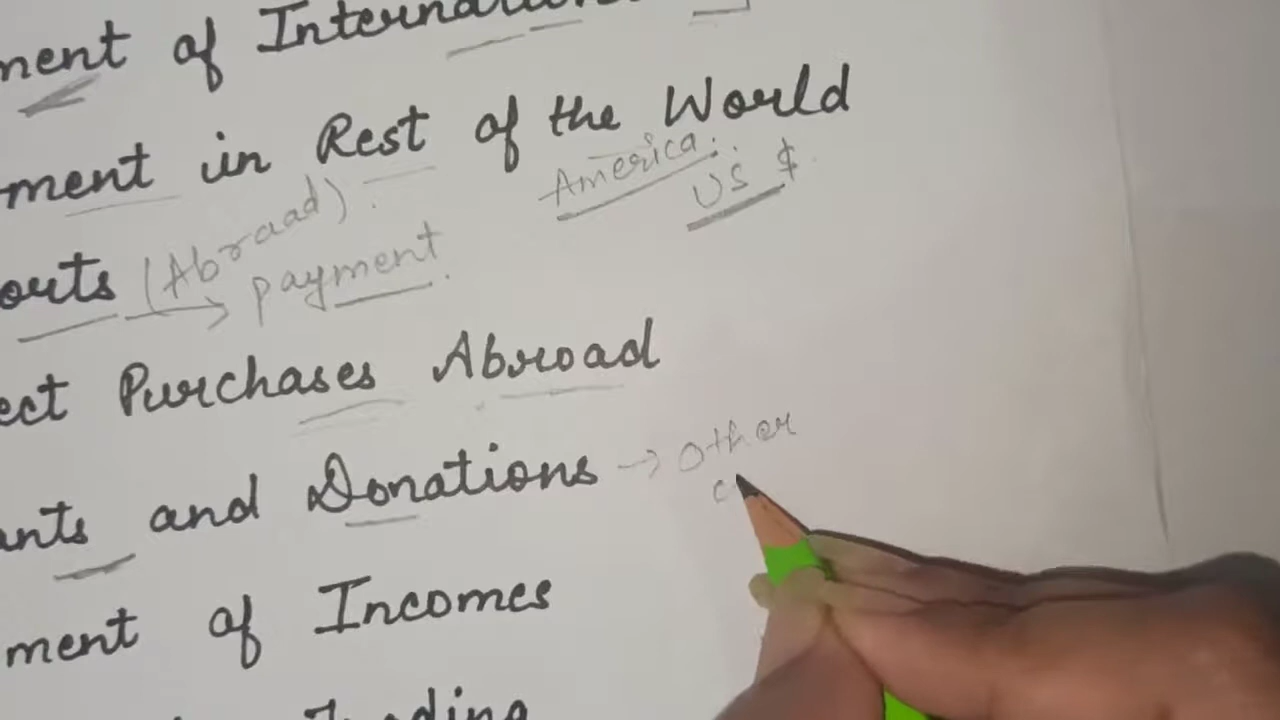 ment of International
ment in Rest of the World
America. US $
orts (Abroad). → payment.
ect Purchases Abroad
ants and Donations → Other
ment of Incomes